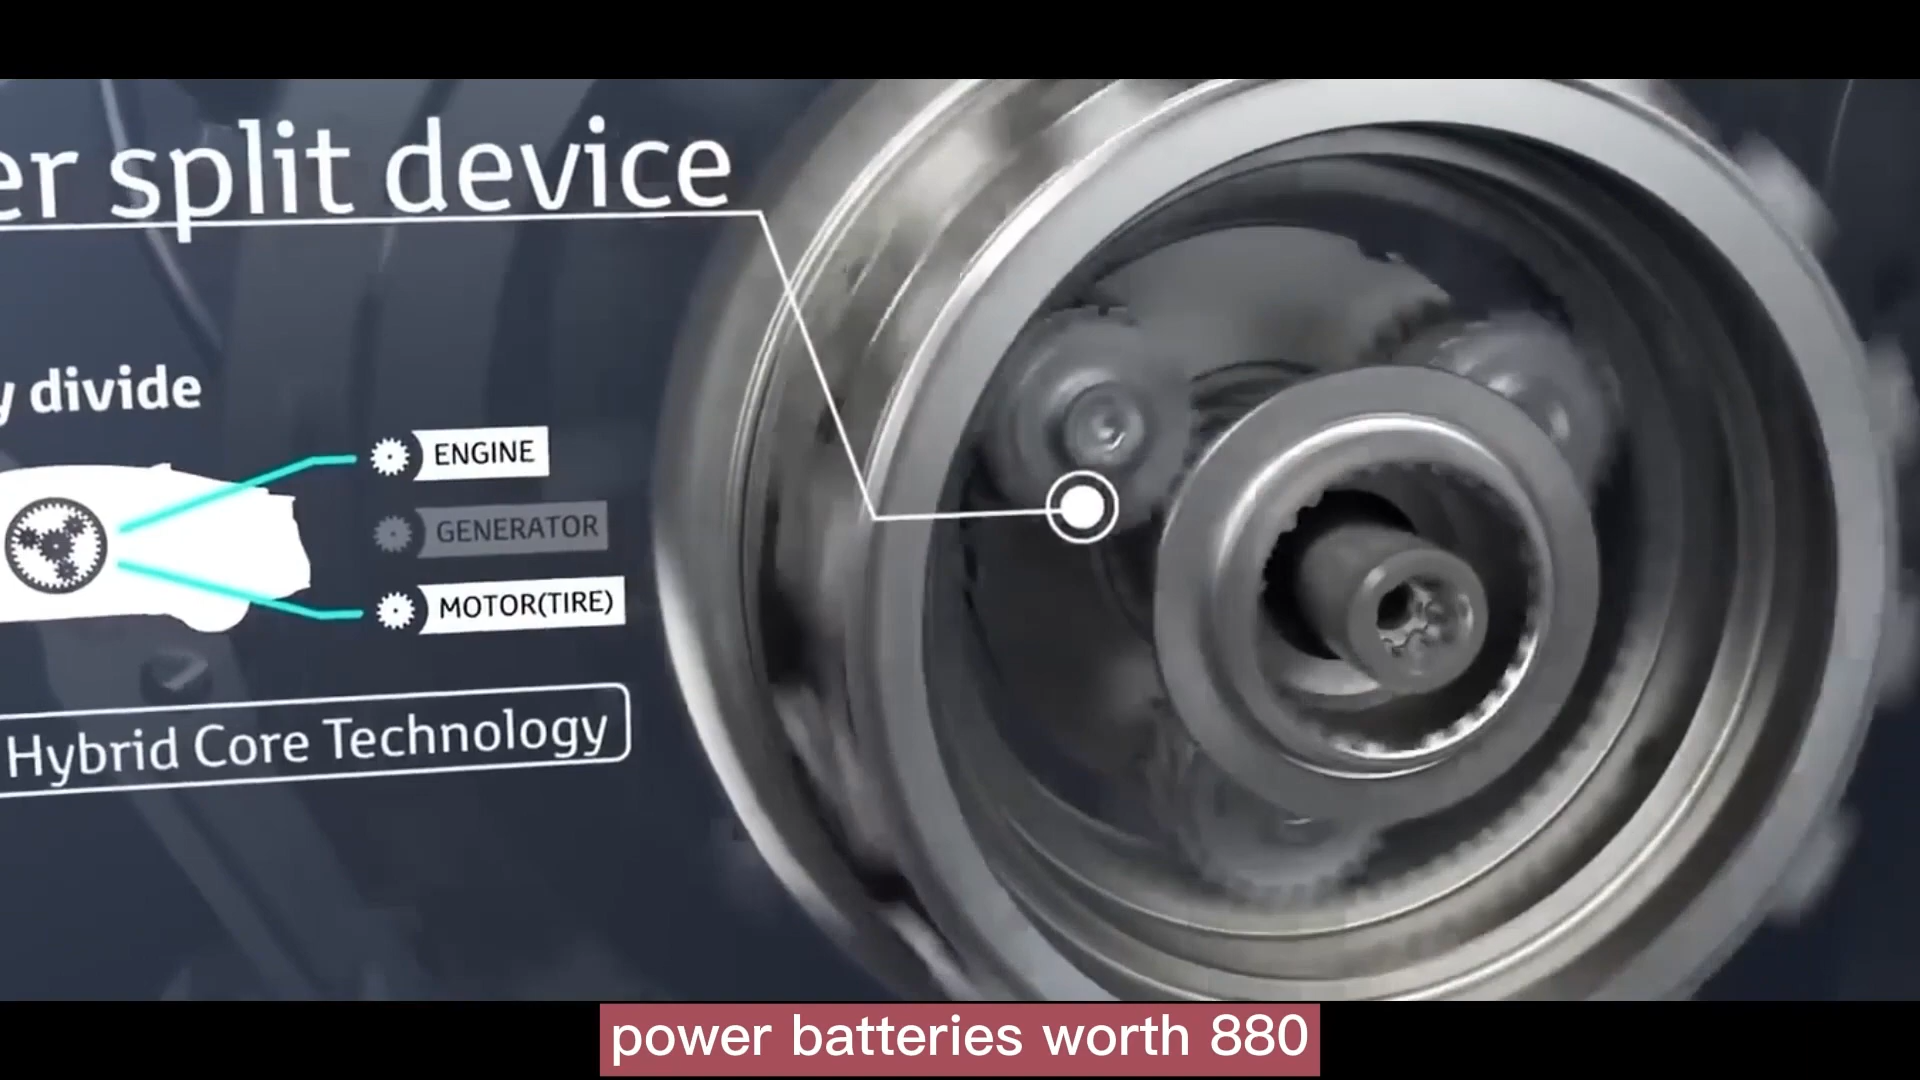 er split device
y divide
ENGINE
GENERATOR
MOTOR(TIRE)
Hybrid Core Technology
power batteries worth 880